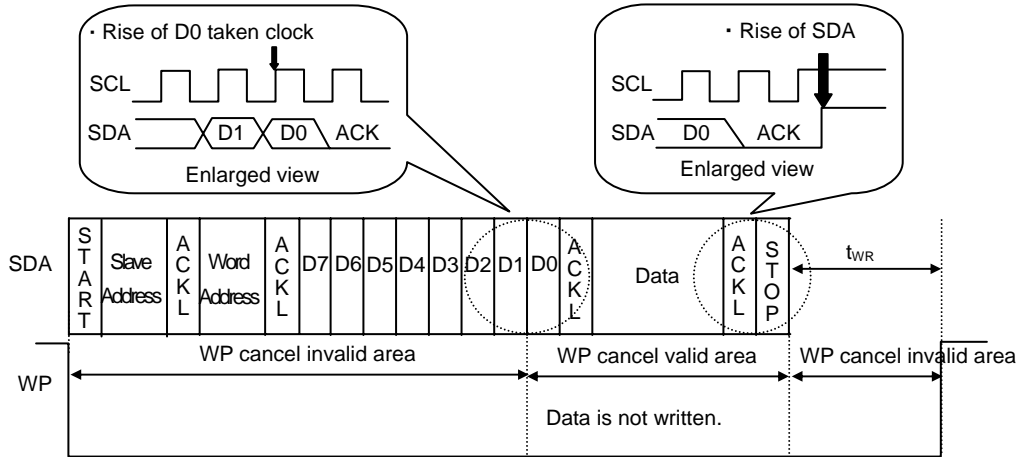 ・Rise of D0 taken clock
SCL
SDA D1 D0 ACK
Enlarged view
・Rise of SDA
SCL
SDA D0 ACK
Enlarged view
SDA
START
Slave
Address
ACKL
Word
Address
ACKL
D7 D6 D5 D4 D3 D2 D1 D0
ACKL
Data
ACKL
STOP
tWR
WP cancel invalid area
WP cancel valid area
WP cancel invalid area
WP
Data is not written.